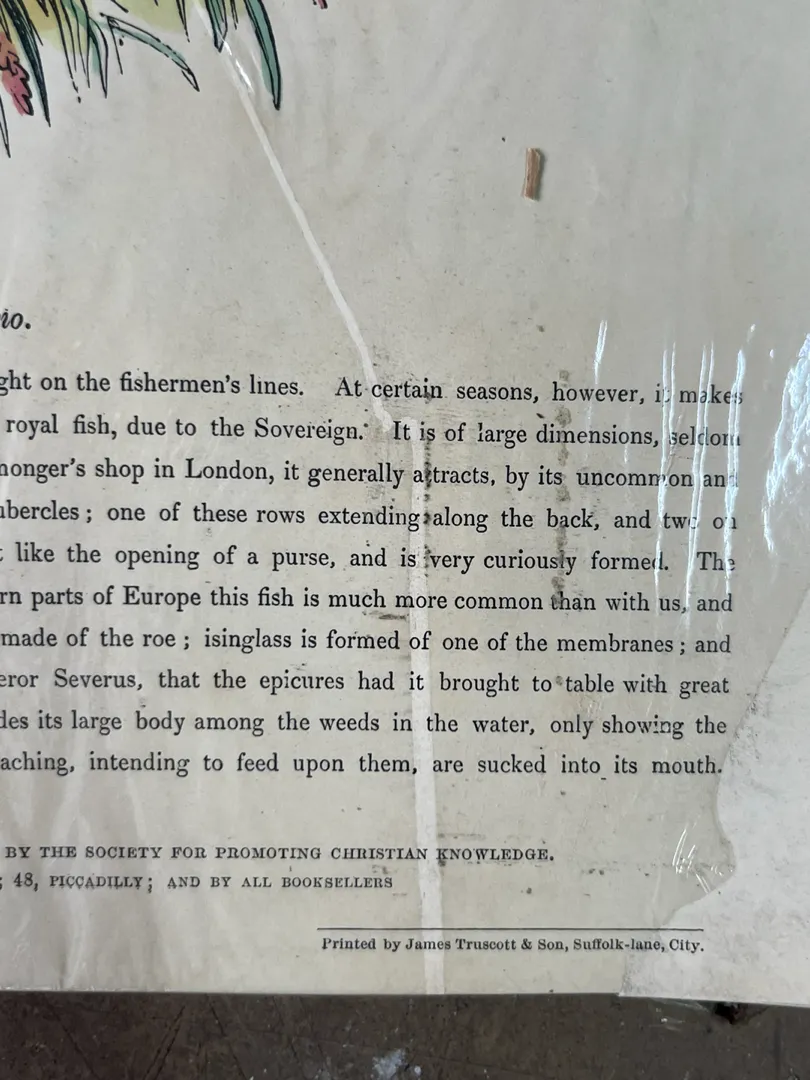 io.
ght on the fishermen's lines. At certain seasons, however, it makes
royal fish, due to the Sovereign. It is of large dimensions, seldom
onger's shop in London, it generally attracts, by its uncommon and
bercles; one of these rows extending along the back, and two on
like the opening of a purse, and is very curiously formed. The
rn parts of Europe this fish is much more common than with us, and
made of the roe; isinglass is formed of one of the membranes; and
eror Severus, that the epicures had it brought to table with great
des its large body among the weeds in the water, only showing the
aching, intending to feed upon them, are sucked into its mouth.
BY THE SOCIETY FOR PROMOTING CHRISTIAN KNOWLEDGE.
; 48, PICCADILLY; AND BY ALL BOOKSELLERS
Printed by James Truscott & Son, Suffolk-lane, City.